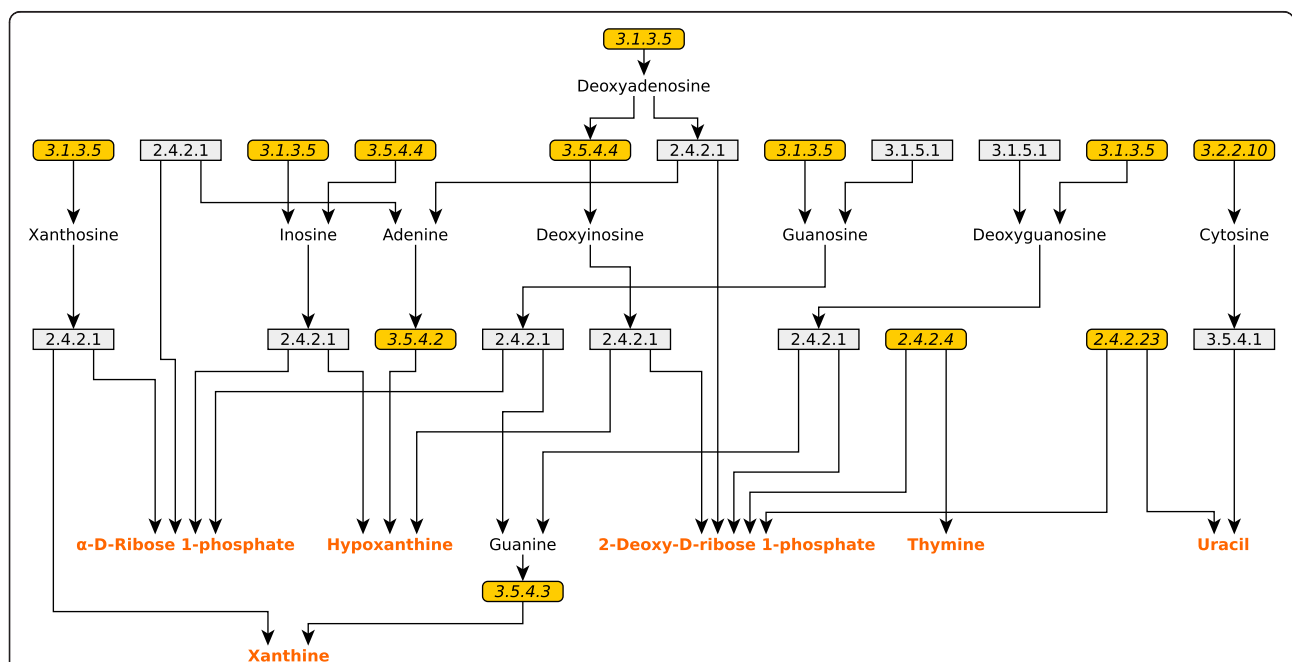 3.1.3.5
Deoxyadenosine
3.1.3.5 2.4.2.1 3.1.3.5 3.5.4.4 3.5.4.4 2.4.2.1 3.1.3.5 3.1.5.1 3.1.5.1 3.1.3.5 3.2.2.10
Xanthosine Inosine Adenine Deoxyinosine Guanosine Deoxyguanosine Cytosine
2.4.2.1 2.4.2.1 3.5.4.2 2.4.2.1 2.4.2.1 2.4.2.1 2.4.2.4 2.4.2.23 3.5.4.1
α-D-Ribose 1-phosphate Hypoxanthine Guanine 2-Deoxy-D-ribose 1-phosphate Thymine Uracil
3.5.4.3
Xanthine